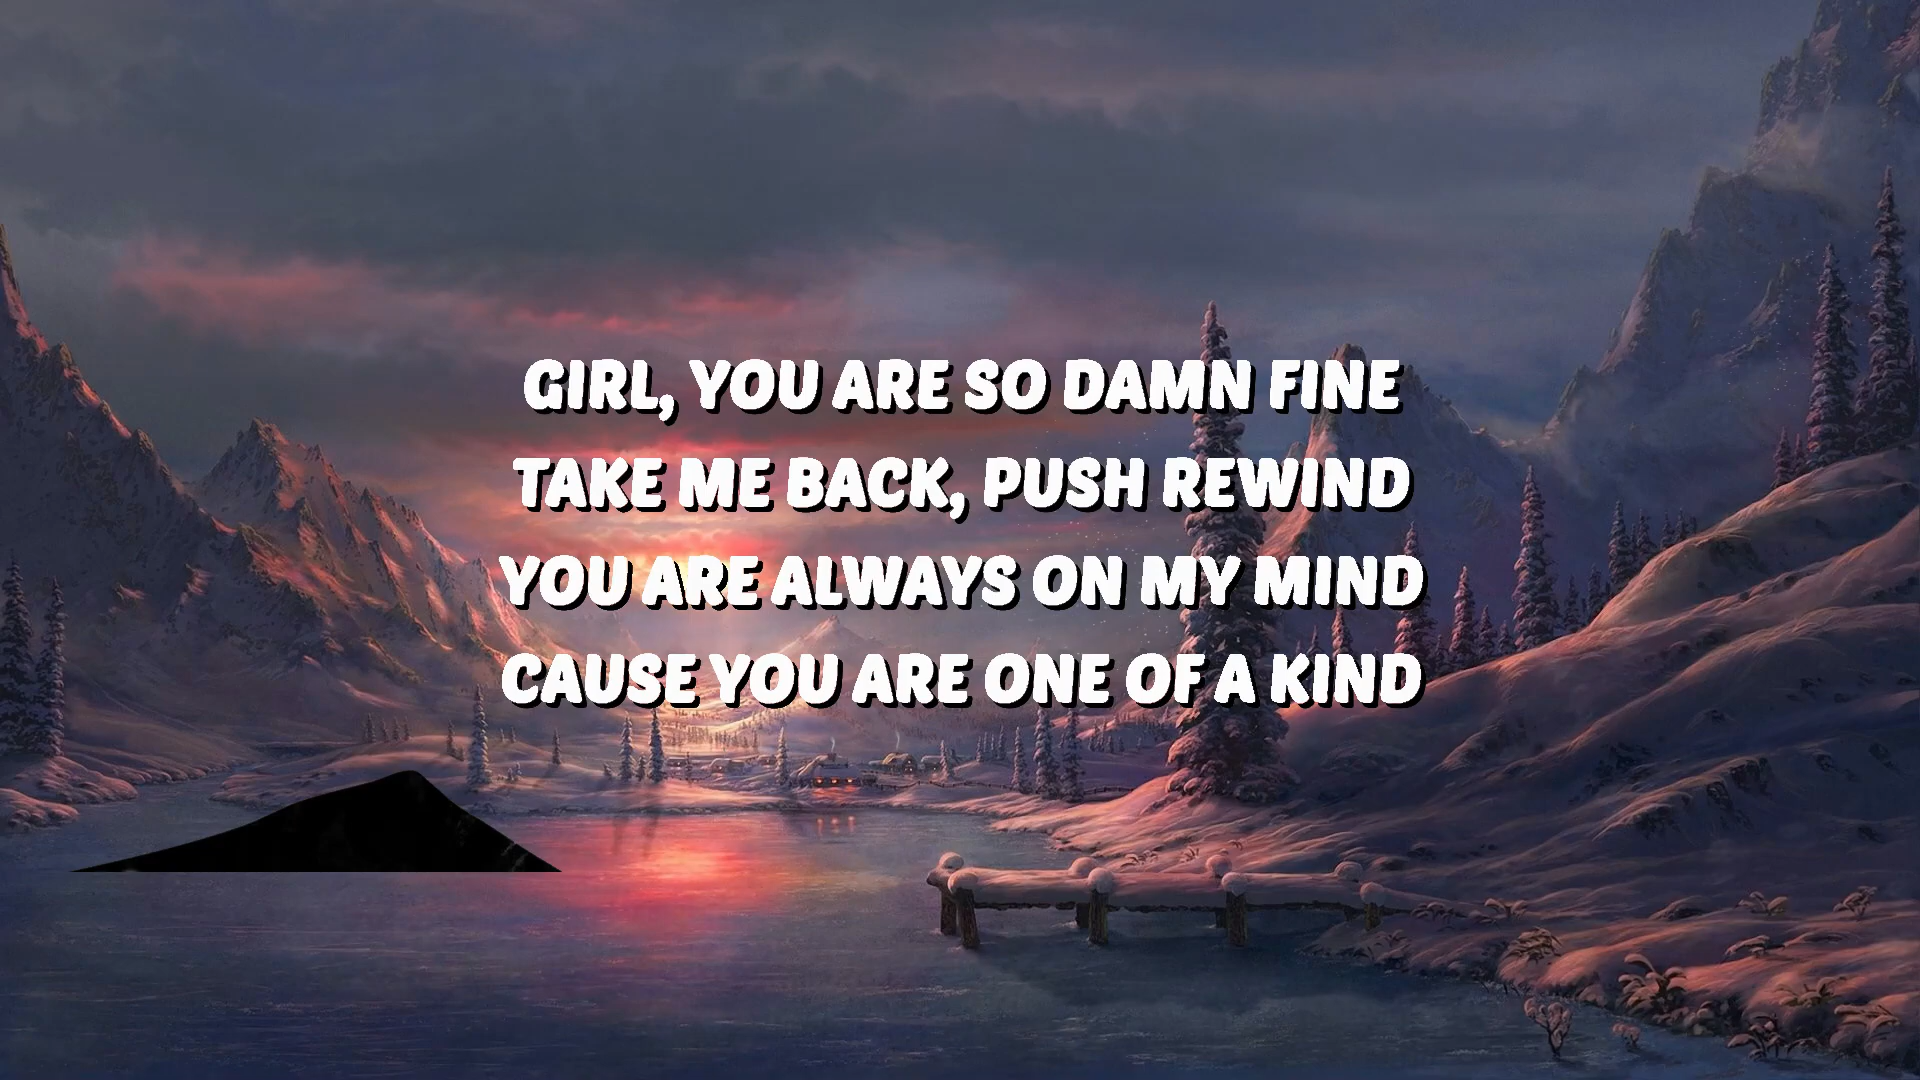 GIRL, YOU ARE SO DAMN FINE
TAKE ME BACK, PUSH REWIND
YOU ARE ALWAYS ON MY MIND
CAUSE YOU ARE ONE OF A KIND